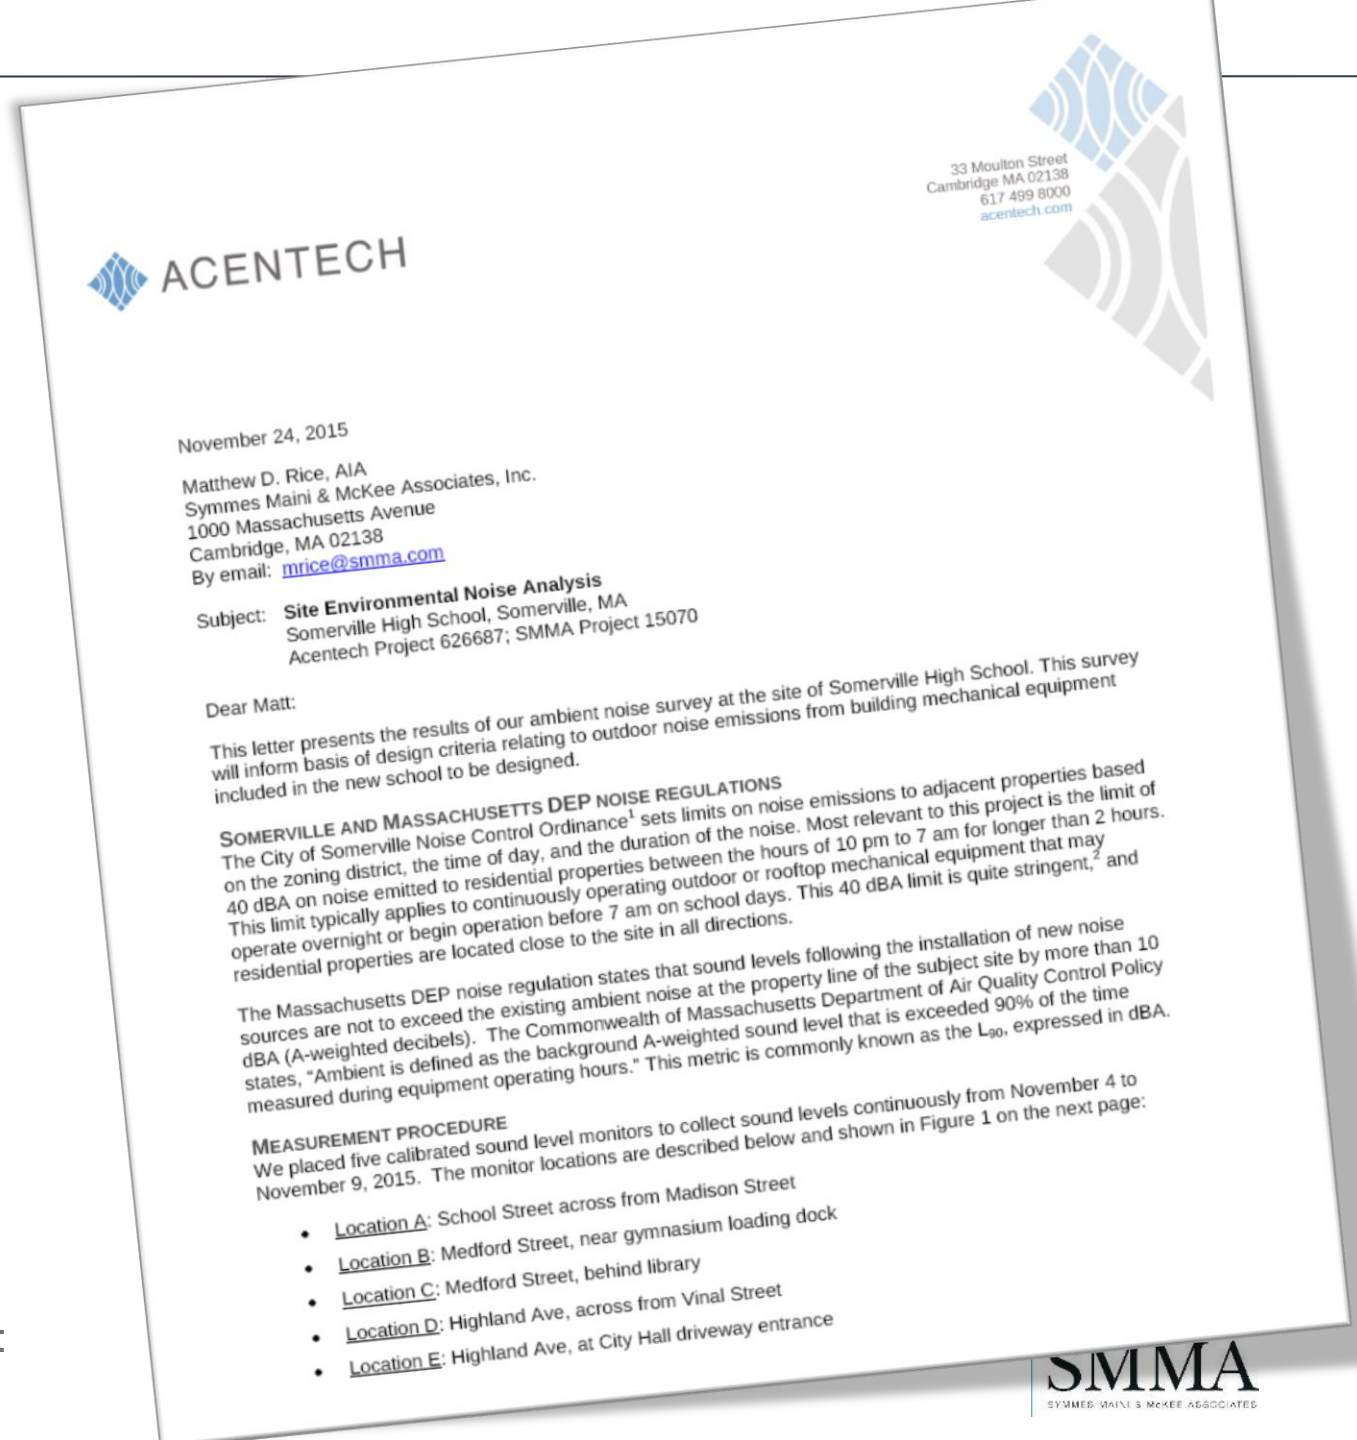 33 Moulton Street
Cambridge MA 02138
617 499 8000
acentech.com
ACENTECH
November 24, 2015
Matthew D. Rice, AIA
Symmes Maini & McKee Associates, Inc.
1000 Massachusetts Avenue
Cambridge, MA 02138
By email: mrice@smma.com
Subject: Site Environmental Noise Analysis
Somerville High School, Somerville, MA
Acentech Project 626687; SMMA Project 15070
Dear Matt:
This letter presents the results of our ambient noise survey at the site of Somerville High School. This survey
will inform basis of design criteria relating to outdoor noise emissions from building mechanical equipment
included in the new school to be designed.
SOMERVILLE AND MASSACHUSETTS DEP NOISE REGULATIONS
The City of Somerville Noise Control Ordinance¹ sets limits on noise emissions to adjacent properties based
on the zoning district, the time of day, and the duration of the noise. Most relevant to this project is the limit of
40 dBA on noise emitted to residential properties between the hours of 10 pm to 7 am for longer than 2 hours.
This limit typically applies to continuously operating outdoor or rooftop mechanical equipment that may
operate overnight or begin operation before 7 am on school days. This 40 dBA limit is quite stringent,² and
residential properties are located close to the site in all directions.
The Massachusetts DEP noise regulation states that sound levels following the installation of new noise
sources are not to exceed the existing ambient noise at the property line of the subject site by more than 10
dBA (A-weighted decibels). The Commonwealth of Massachusetts Department of Air Quality Control Policy
states, “Ambient is defined as the background A-weighted sound level that is exceeded 90% of the time
measured during equipment operating hours.” This metric is commonly known as the L₉₀, expressed in dBA.
MEASUREMENT PROCEDURE
We placed five calibrated sound level monitors to collect sound levels continuously from November 4 to
November 9, 2015. The monitor locations are described below and shown in Figure 1 on the next page:
• Location A: School Street across from Madison Street
• Location B: Medford Street, near gymnasium loading dock
• Location C: Medford Street, behind library
• Location D: Highland Ave, across from Vinal Street
• Location E: Highland Ave, at City Hall driveway entrance
SMMA
SYMMES MAINI & McKEE ASSOCIATES